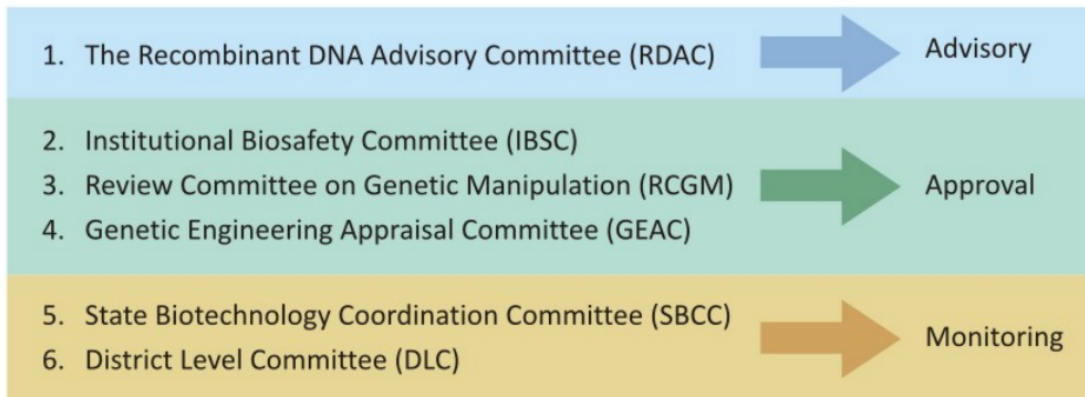 1. The Recombinant DNA Advisory Committee (RDAC)
Advisory
2. Institutional Biosafety Committee (IBSC)
3. Review Committee on Genetic Manipulation (RCGM)
4. Genetic Engineering Appraisal Committee (GEAC)
Approval
5. State Biotechnology Coordination Committee (SBCC)
6. District Level Committee (DLC)
Monitoring